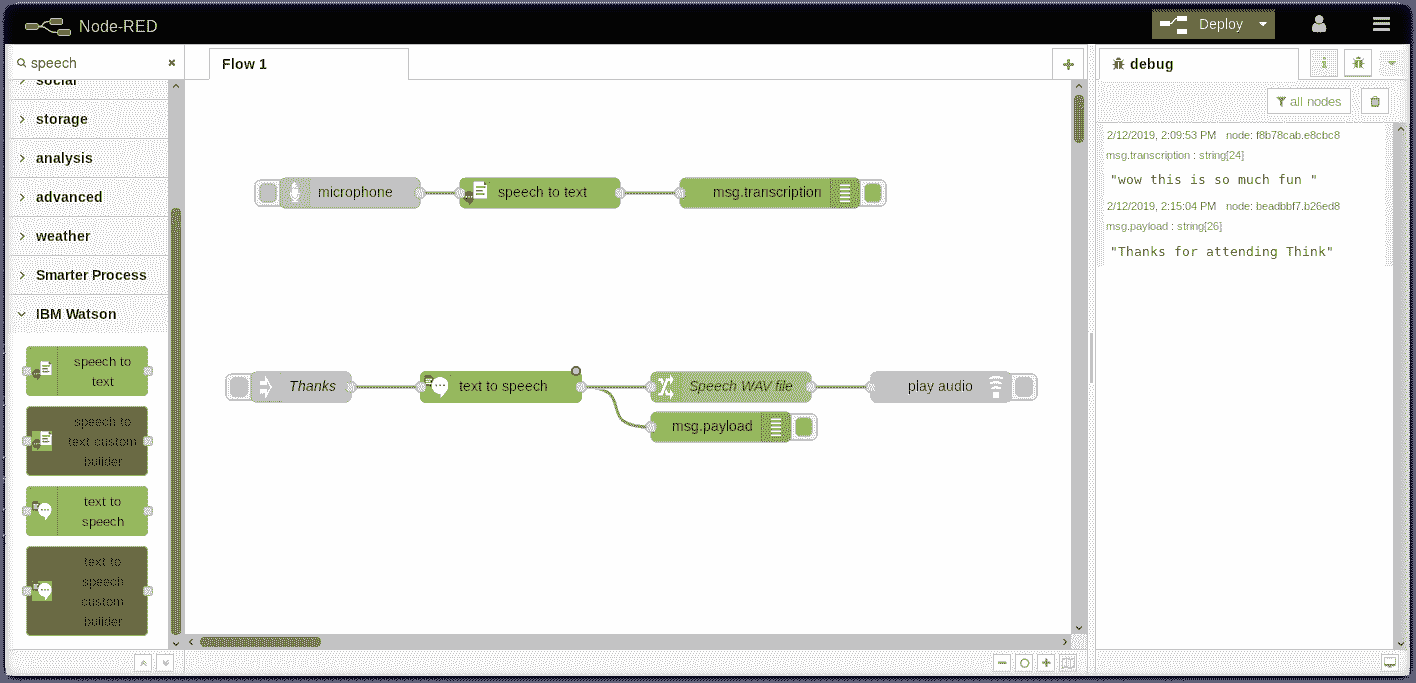 Node-RED
Deploy
speech
social
storage
analysis
advanced
weather
Smarter Process
IBM Watson
speech to
text
speech to
text custom
builder
text to
speech
text to
speech
custom
builder
Flow 1
microphone
speech to text
msg.transcription
Thanks
text to speech
Speech WAV file
play audio
msg.payload
debug
all nodes
2/12/2019, 2:09:53 PM node: f8b78cab.e8cbc8
msg.transcription : string[24]
"wow this is so much fun "
2/12/2019, 2:15:04 PM node: beadbbf7.b26ed8
msg.payload : string[26]
"Thanks for attending Think"